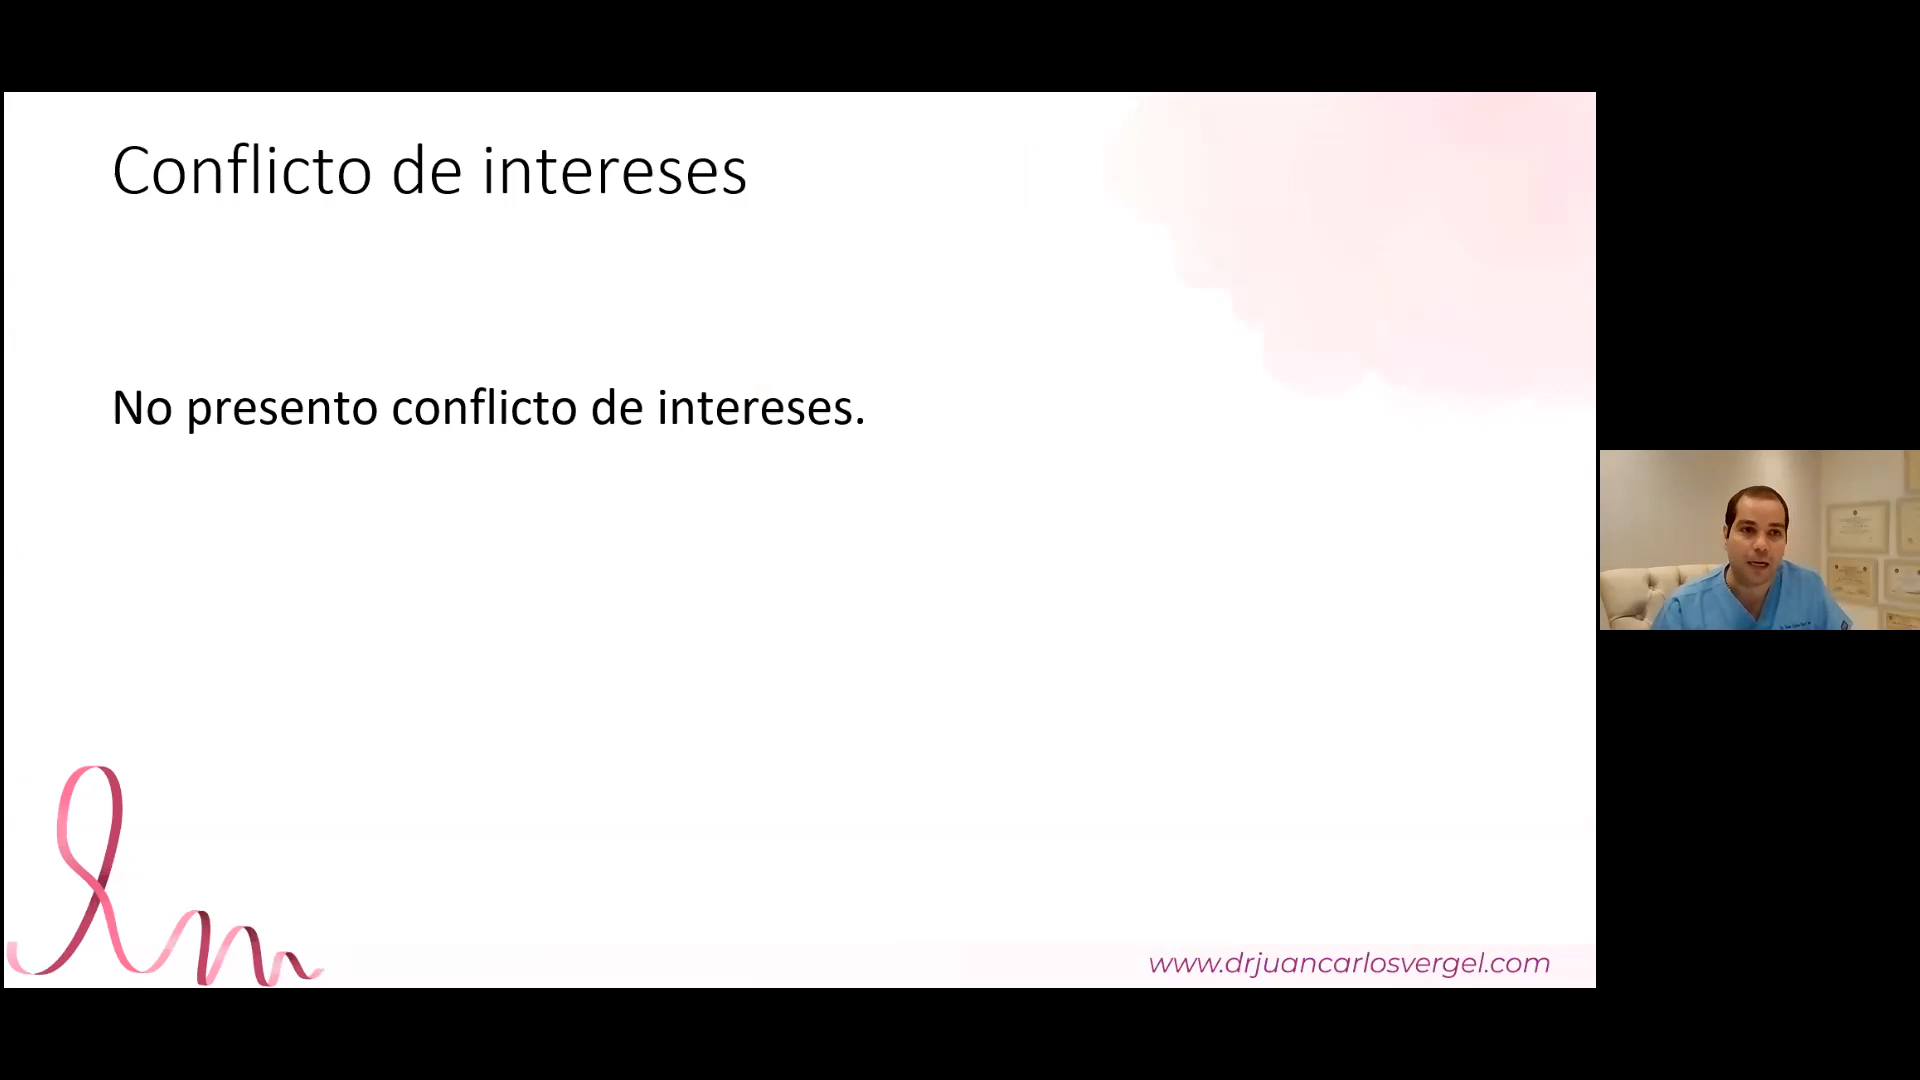 Conflicto de intereses
No presento conflicto de intereses.
www.drjuancarlosvergel.com